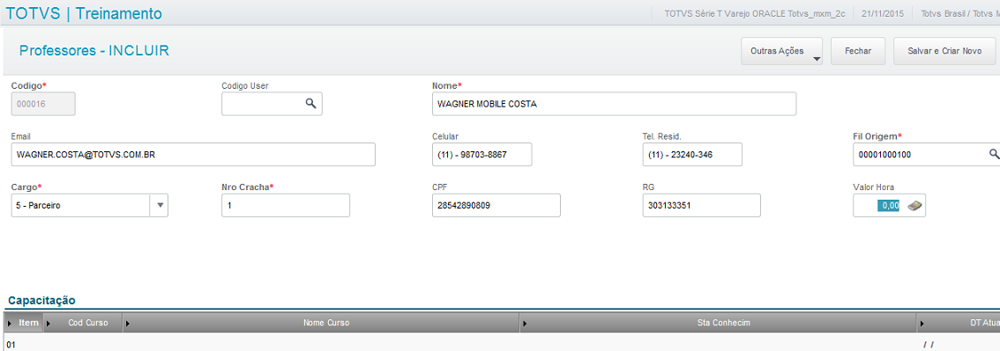 TOTVS | Treinamento
TOTVS Série T Varejo ORACLE Totvs_mxm_2c 21/11/2015 Totvs Brasil / Totvs M
Professores - INCLUIR
Outras Ações Fechar Salvar e Criar Novo
Codigo* Codigo User Nome*
000016 WAGNER MOBILE COSTA
Email Celular Tel. Resid. Fil Origem*
WAGNER.COSTA@TOTVS.COM.BR (11) - 98703-8867 (11) - 23240-346 00001000100
Cargo* Nro Cracha* CPF RG Valor Hora
5 - Parceiro 1 28542890809 303133351 0,00
Capacitação
Item Cod Curso Nome Curso Sta Conhecim DT Atua
01 / /